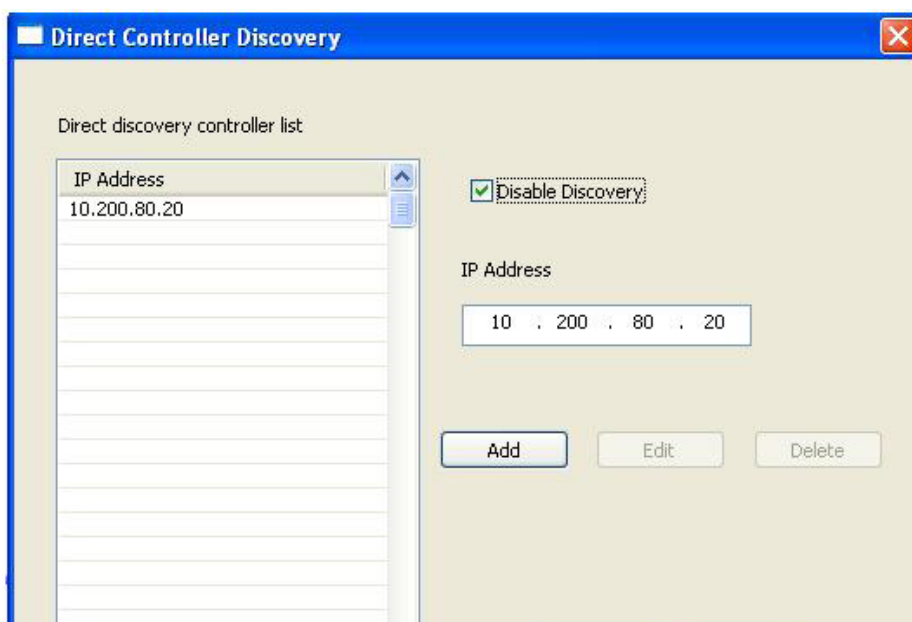 Direct Controller Discovery
Direct discovery controller list
IP Address
10.200.80.20
Disable Discovery
IP Address
10 . 200 . 80 . 20
Add Edit Delete